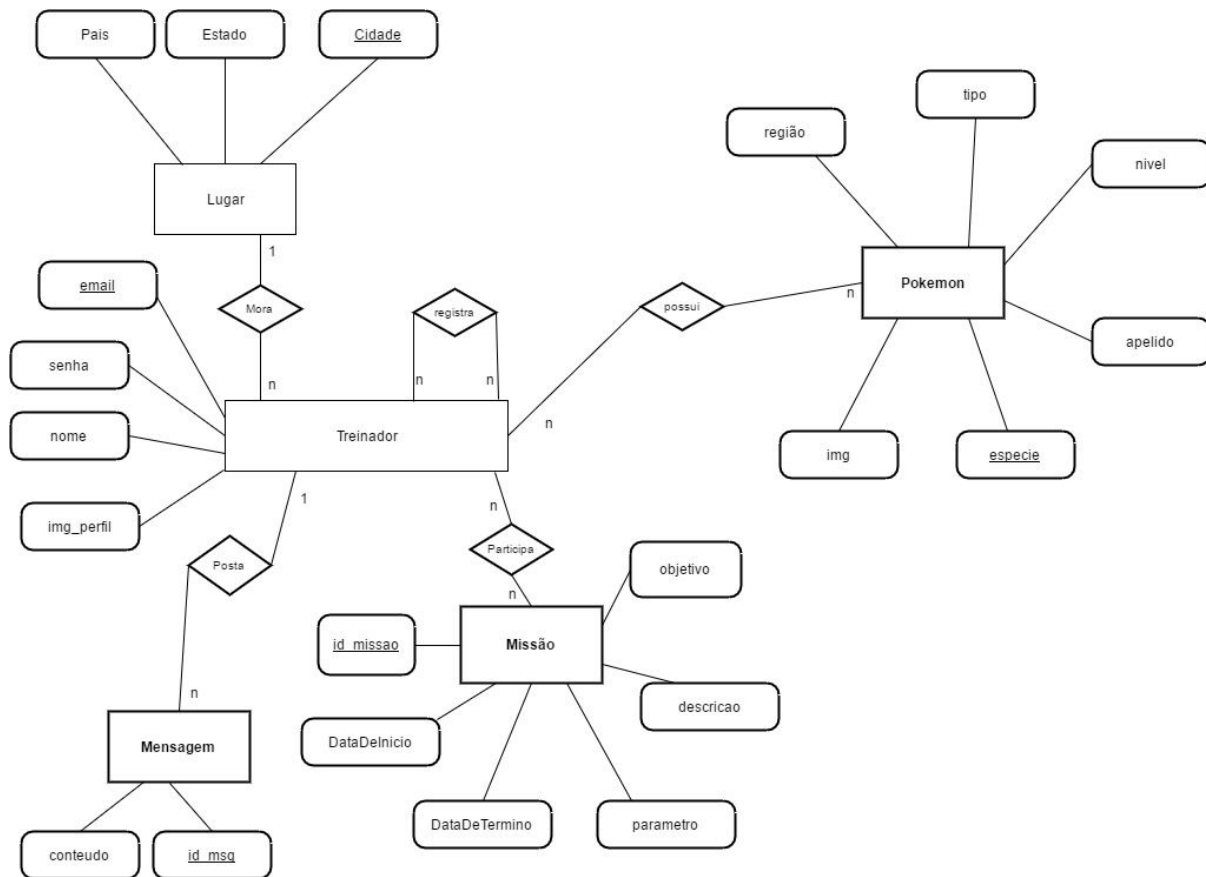 Pais
Estado
Cidade
tipo
região
nivel
Lugar
1
email
Mora
registra
possui
n
Pokemon
senha
apelido
n
n
n
nome
Treinador
n
img
especie
img_perfil
1
n
Posta
Participa
objetivo
n
id_missao
Missão
n
descricao
DataDeInicio
Mensagem
DataDeTermino
parametro
conteudo
id_msg